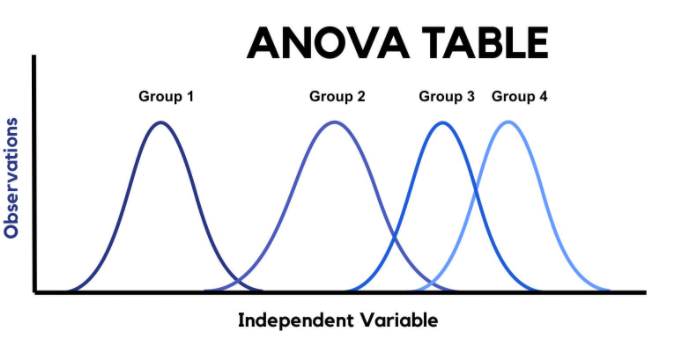 ANOVA TABLE
Group 1 Group 2 Group 3 Group 4
Observations
Independent Variable